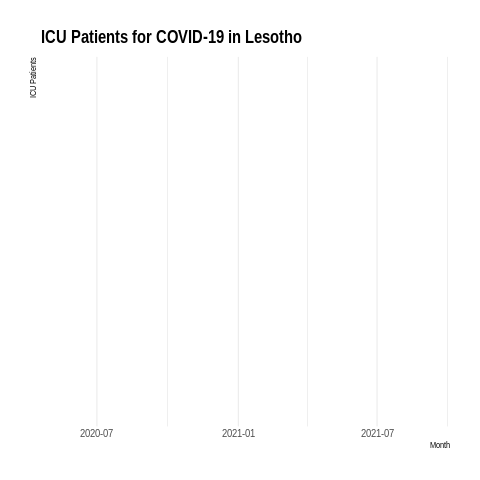 ICU Patients for COVID-19 in Lesotho
ICU Patients
2020-07
2021-01
2021-07
Month